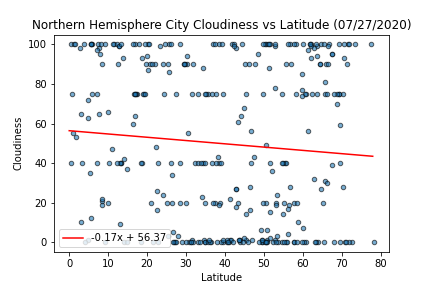 Northern Hemisphere City Cloudiness vs Latitude (07/27/2020)
100
80
60
40
20
0
Cloudiness
-0.17x + 56.37
0 10 20 30 40 50 60 70 80
Latitude